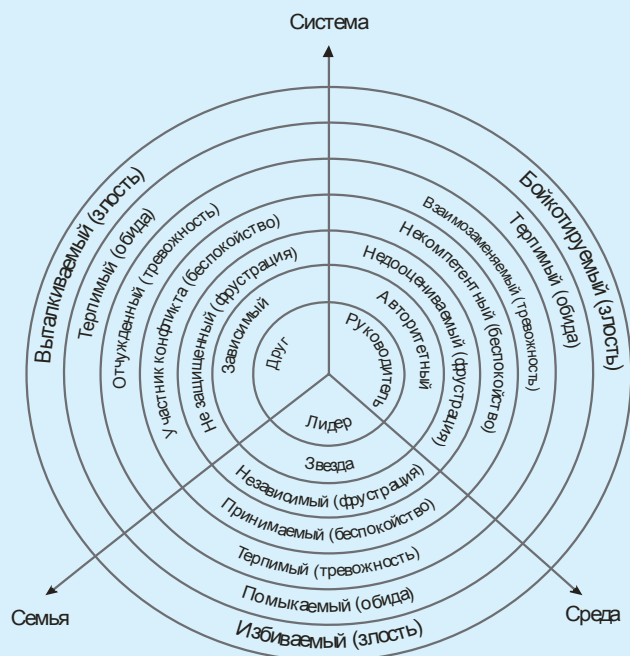 Система
Выталкиваемый (злость)
Терпимый (обида)
Отчужденный (тревожность)
Участник конфликта (беспокойство)
Не защищенный (фрустрация)
Зависимый
Друг
Бойкотируемый (злость)
Терпимый (обида)
Взаимозаменяемый (тревожность)
Некомпетентный (беспокойство)
Недооцениваемый (фрустрация)
Авторитетный
Руководитель
Лидер
Звезда
Независимый (фрустрация)
Принимаемый (беспокойство)
Терпимый (тревожность)
Помыкаемый (обида)
Избиваемый (злость)
Семья
Среда